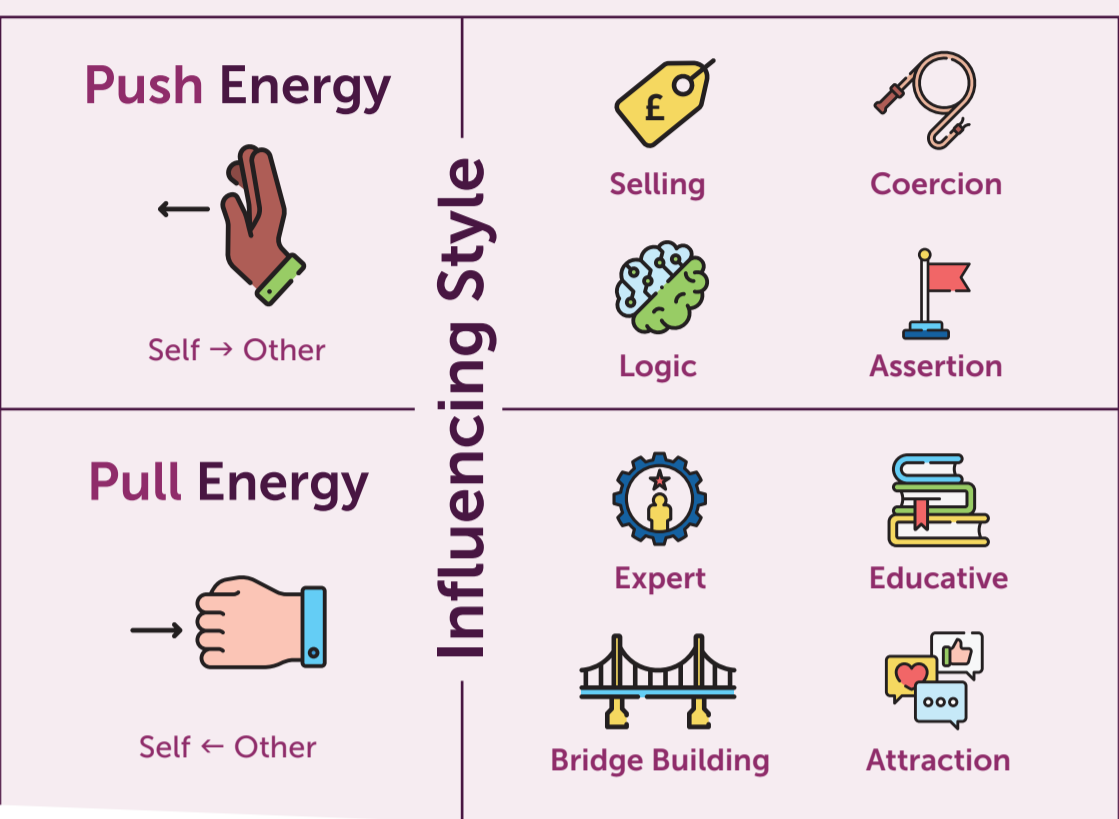 Push Energy
Self → Other
Influencing Style
£
Selling
Coercion
Logic
Assertion
Pull Energy
Self ← Other
Expert
Educative
Bridge Building
Attraction